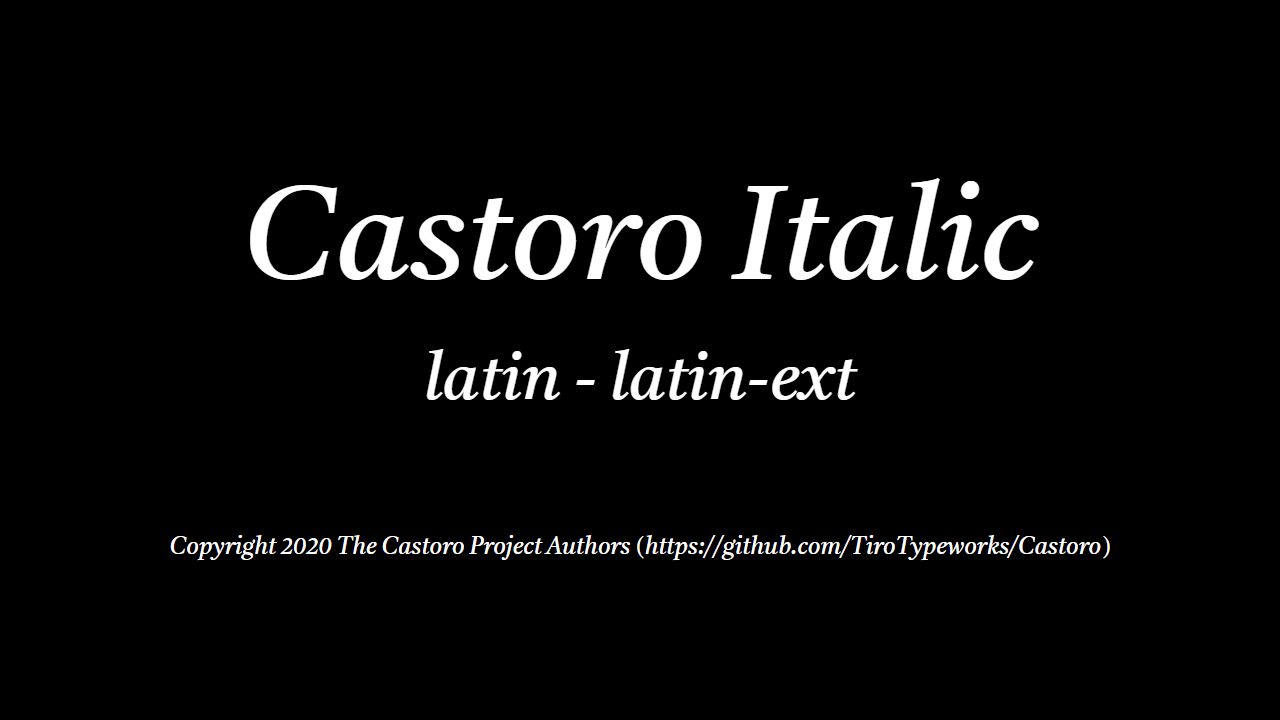 Castoro Italic
latin - latin-ext
Copyright 2020 The Castoro Project Authors (https://github.com/TiroTypeworks/Castoro)